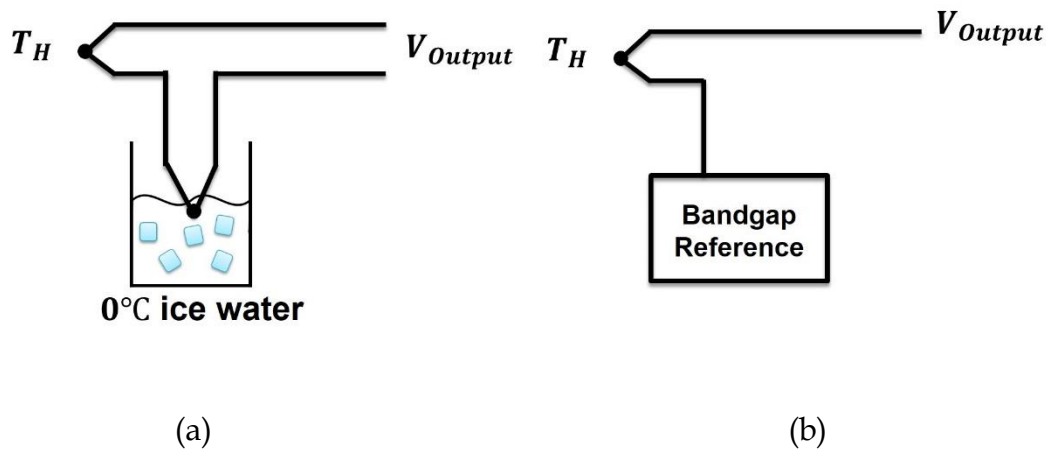 T_H
V_Output
0°C ice water
(a)
T_H
V_Output
Bandgap
Reference
(b)